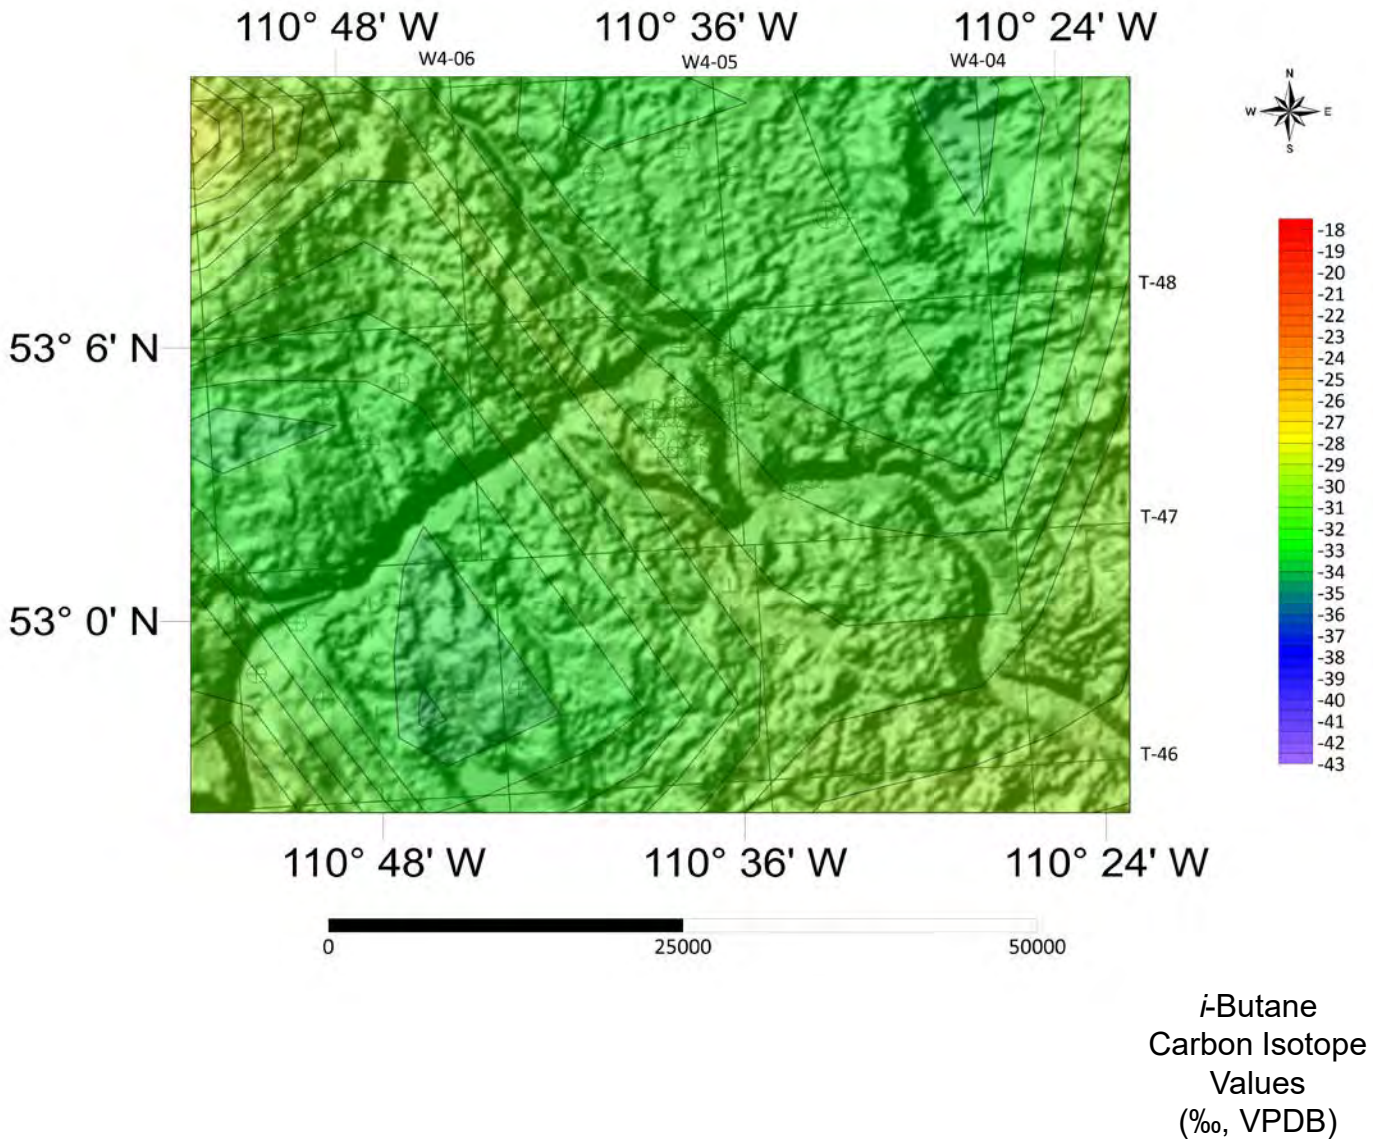 110° 48' W 110° 36' W 110° 24' W
W4-06 W4-05 W4-04
N
W E
S
-18
-19
-20
-21
-22
-23
-24
-25
-26
-27
-28
-29
-30
-31
-32
-33
-34
-35
-36
-37
-38
-39
-40
-41
-42
-43
T-48
53° 6' N
T-47
53° 0' N
T-46
110° 48' W 110° 36' W 110° 24' W
0 25000 50000
i-Butane
Carbon Isotope
Values
(‰, VPDB)